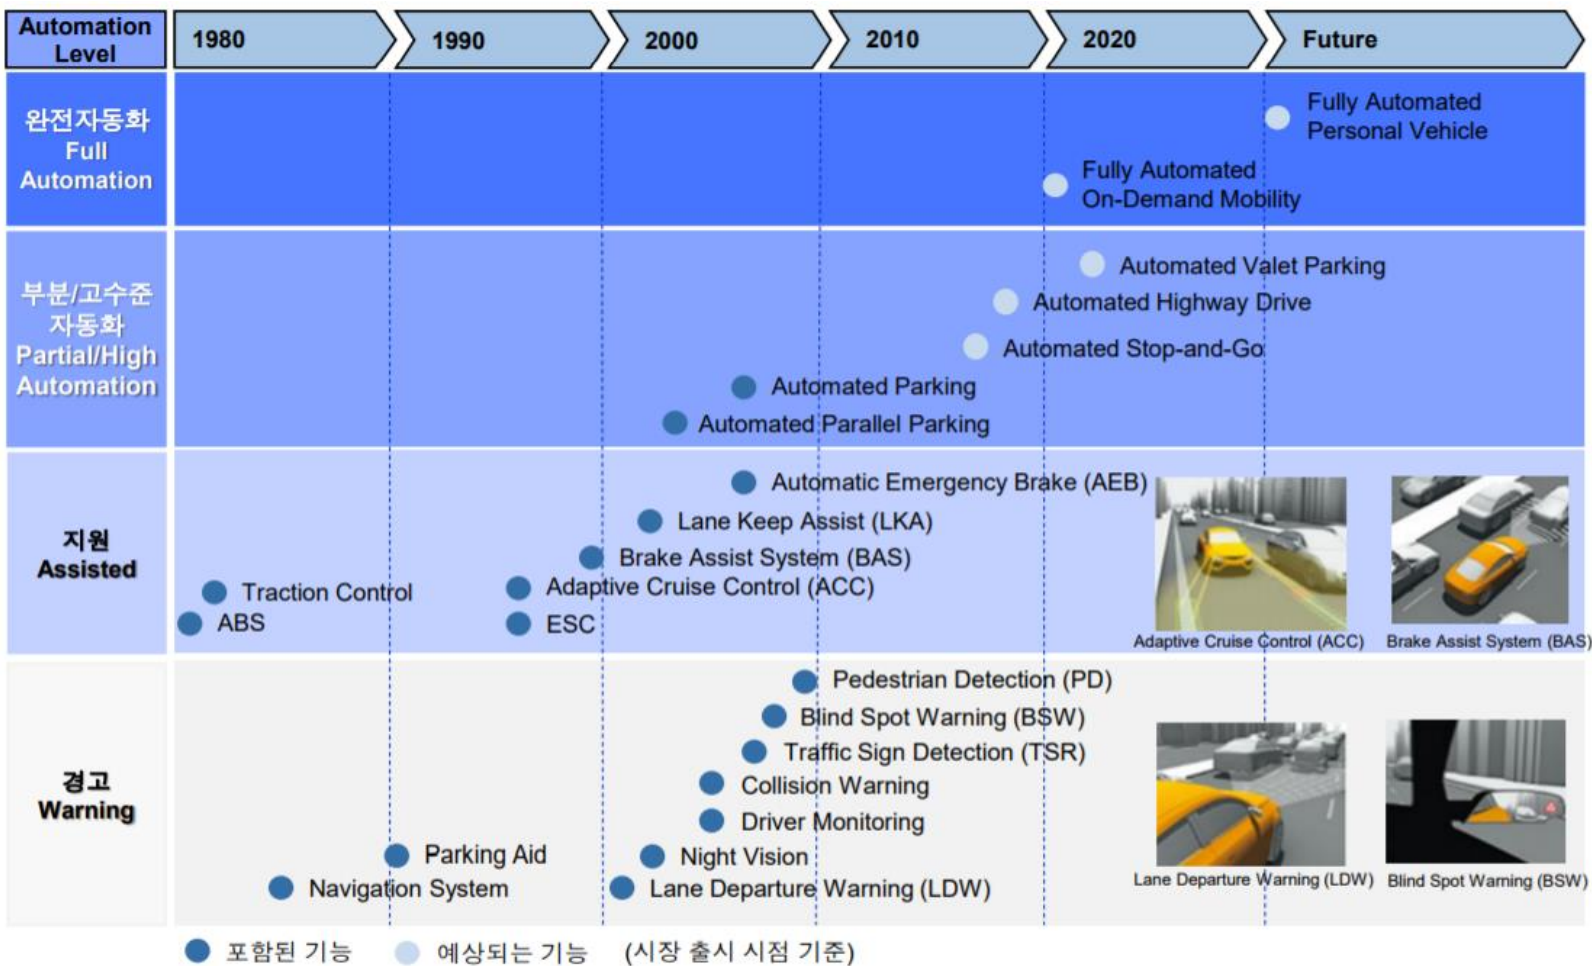 Automation
Level
1980
1990
2000
2010
2020
Future
완전자동화
Full
Automation
Fully Automated
Personal Vehicle
Fully Automated
On-Demand Mobility
부분/고수준
자동화
Partial/High
Automation
Automated Valet Parking
Automated Highway Drive
Automated Stop-and-Go
Automated Parking
Automated Parallel Parking
지원
Assisted
Automatic Emergency Brake (AEB)
Lane Keep Assist (LKA)
Brake Assist System (BAS)
Traction Control
Adaptive Cruise Control (ACC)
ABS
ESC
Adaptive Cruise Control (ACC)
Brake Assist System (BAS)
경고
Warning
Pedestrian Detection (PD)
Blind Spot Warning (BSW)
Traffic Sign Detection (TSR)
Collision Warning
Driver Monitoring
Parking Aid
Night Vision
Navigation System
Lane Departure Warning (LDW)
Lane Departure Warning (LDW)
Blind Spot Warning (BSW)
포함된 기능
예상되는 기능
(시장 출시 시점 기준)